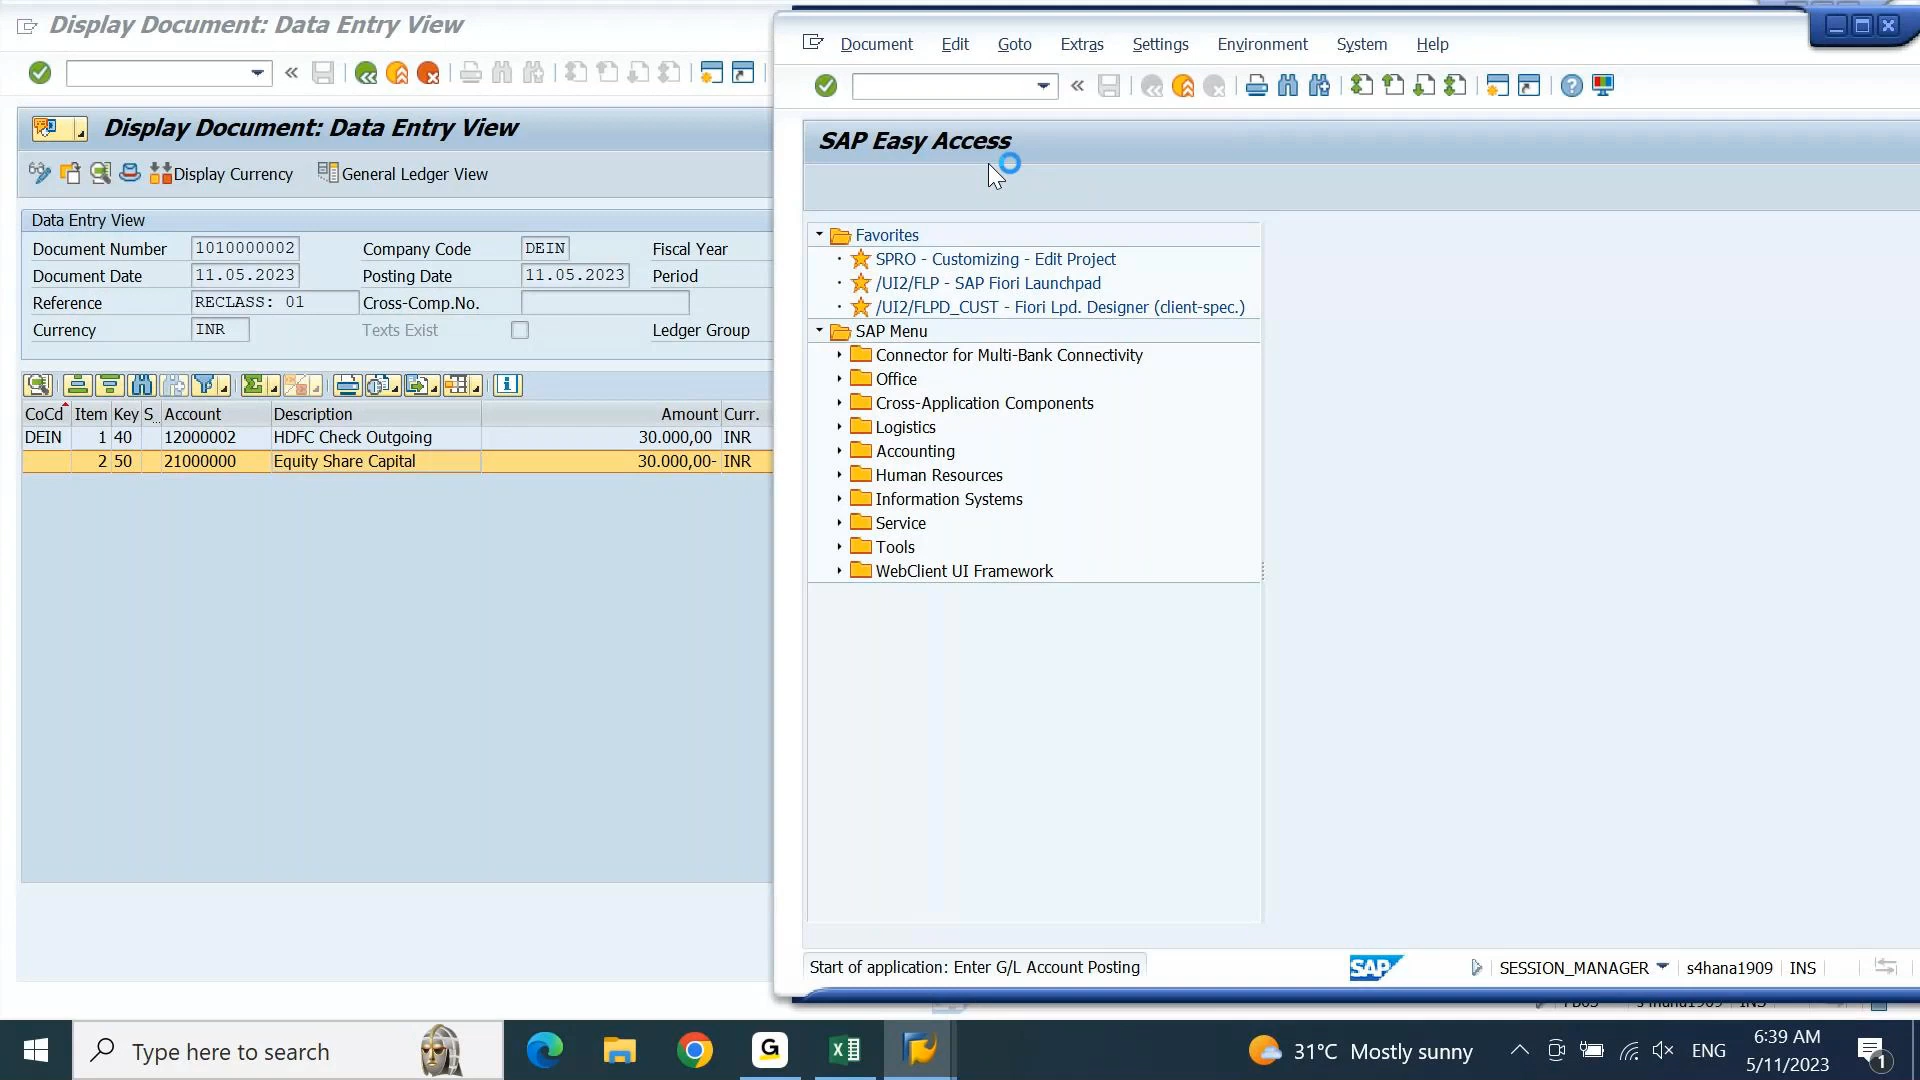 Display Document: Data Entry View
Display Document: Data Entry View
Display Currency
General Ledger View
Data Entry View
Document Number 1010000002 Company Code DEIN Fiscal Year
Document Date 11.05.2023 Posting Date 11.05.2023 Period
Reference RECLASS: 01 Cross-Comp.No.
Currency INR Texts Exist Ledger Group
CoCd Item Key S... Account Description Amount Curr.
DEIN 1 40 12000002 HDFC Check Outgoing 30.000,00 INR
2 50 21000000 Equity Share Capital 30.000,00- INR
Document Edit Goto Extras Settings Environment System Help
SAP Easy Access
Favorites
SPRO - Customizing - Edit Project
/UI2/FLP - SAP Fiori Launchpad
/UI2/FLPD_CUST - Fiori Lpd. Designer (client-spec.)
SAP Menu
Connector for Multi-Bank Connectivity
Office
Cross-Application Components
Logistics
Accounting
Human Resources
Information Systems
Service
Tools
WebClient UI Framework
Start of application: Enter G/L Account Posting
SAP
SESSION_MANAGER s4hana1909 INS
Type here to search
G
31°C Mostly sunny
ENG
6:39 AM
5/11/2023
1